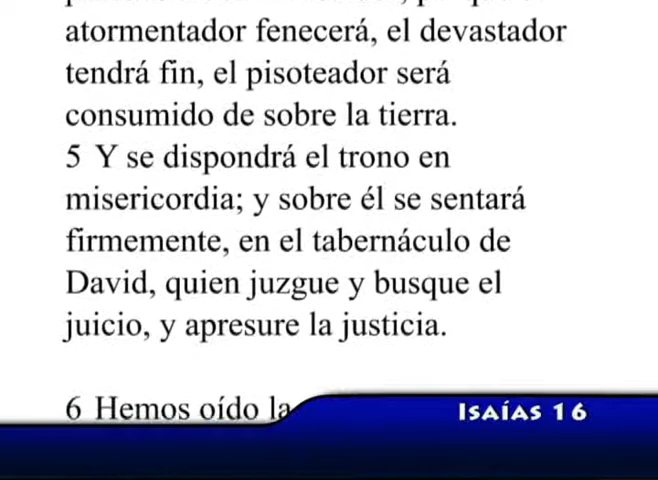 atormentador fenecerá, el devastador
tendrá fin, el pisoteador será
consumido de sobre la tierra.
5 Y se dispondrá el trono en
misericordia; y sobre él se sentará
firmemente, en el tabernáculo de
David, quien juzgue y busque el
juicio, y apresure la justicia.
6 Hemos oído la
Isaías 16